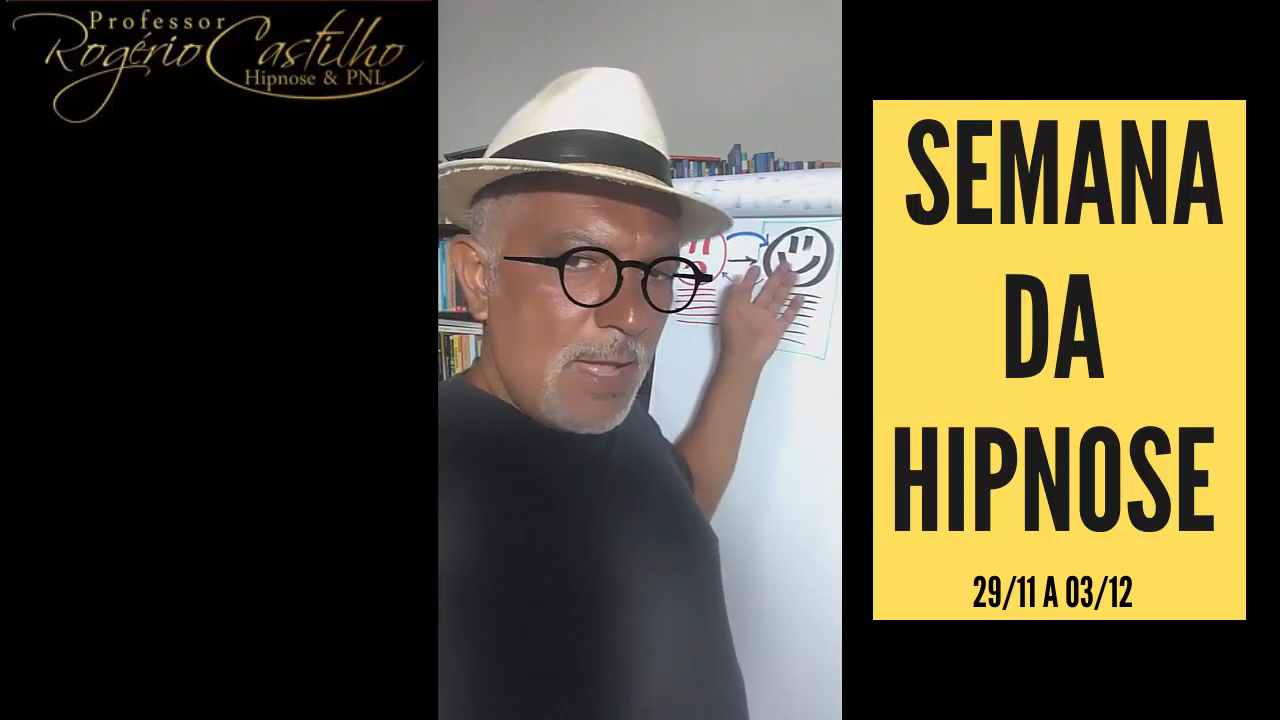 Professor
Rogério Castilho
Hipnose & PNL
SEMANA
DA
HIPNOSE
29/11 A 03/12